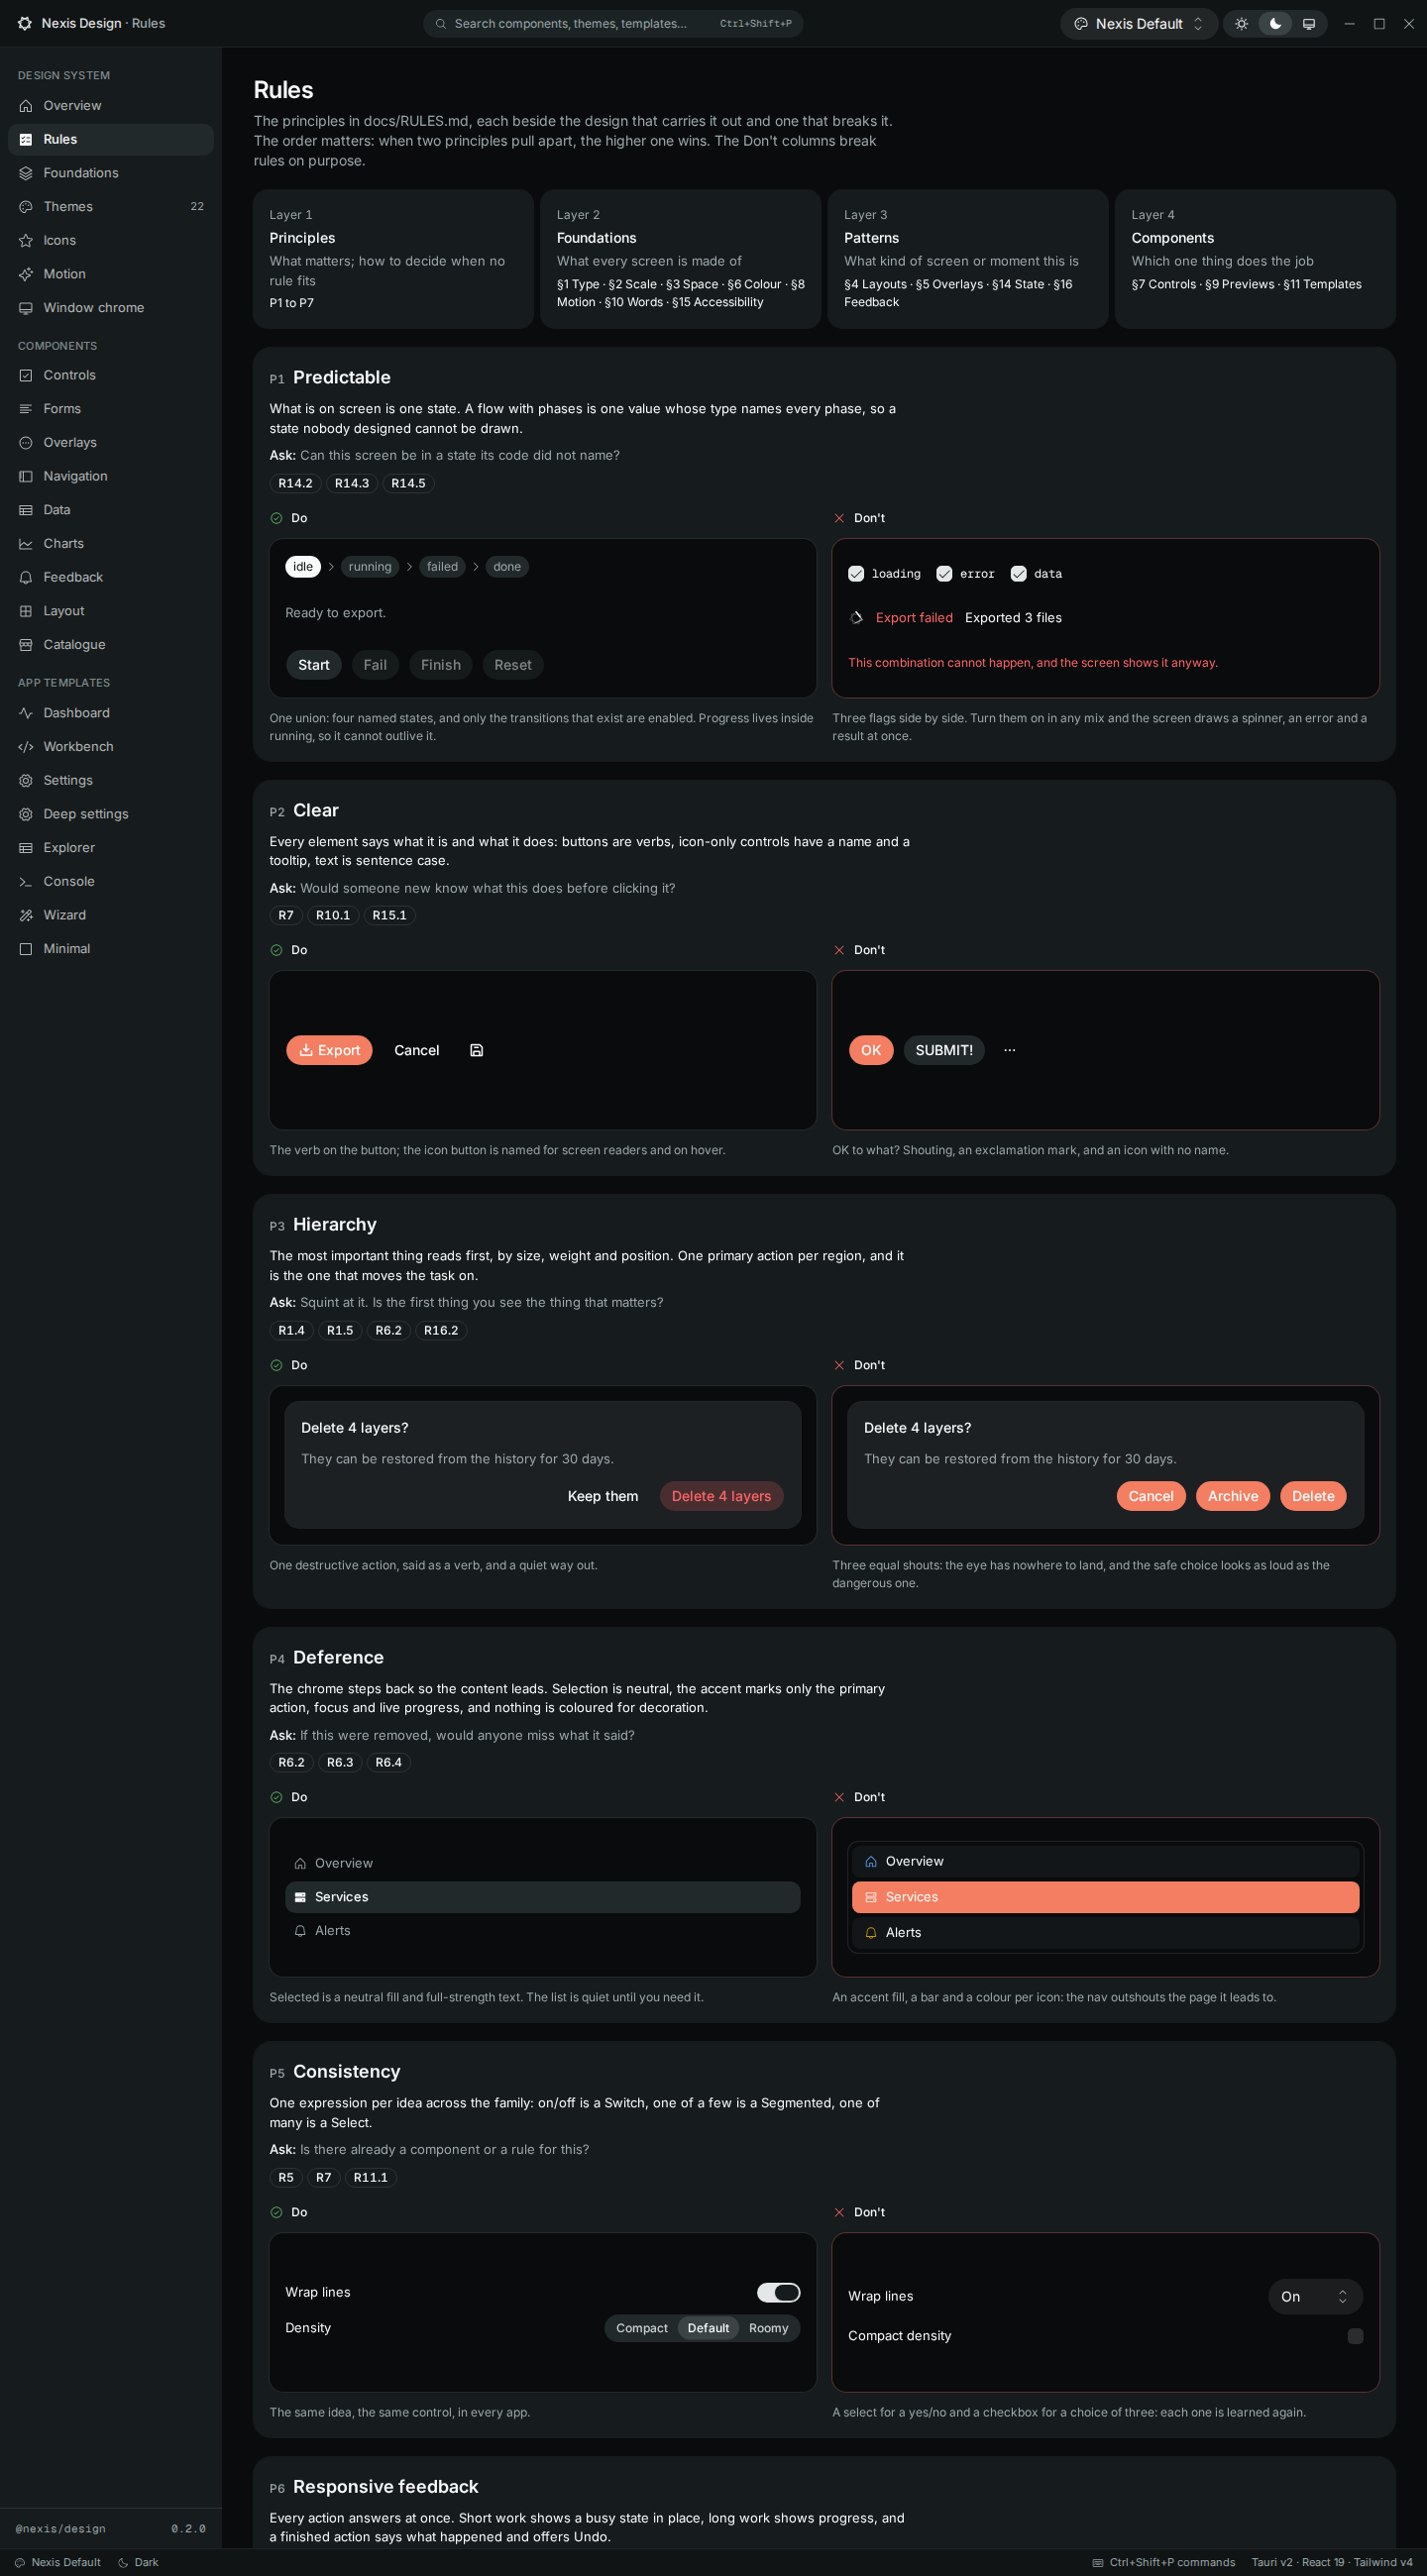 Nexis Design · Rules
Search components, themes, templates... Ctrl+Shift+P
Nexis Default
DESIGN SYSTEM
Overview
Rules
Foundations
Themes 22
Icons
Motion
Window chrome
COMPONENTS
Controls
Forms
Overlays
Navigation
Data
Charts
Feedback
Layout
Catalogue
APP TEMPLATES
Dashboard
Workbench
Settings
Deep settings
Explorer
Console
Wizard
Minimal
@nexis/design 0.2.0
Rules
The principles in docs/RULES.md, each beside the design that carries it out and one that breaks it.
The order matters: when two principles pull apart, the higher one wins. The Don't columns break
rules on purpose.
Layer 1
Principles
What matters; how to decide when no
rule fits
P1 to P7
Layer 2
Foundations
What every screen is made of
§1 Type · §2 Scale · §3 Space · §6 Colour · §8
Motion · §10 Words · §15 Accessibility
Layer 3
Patterns
What kind of screen or moment this is
§4 Layouts · §5 Overlays · §14 State · §16
Feedback
Layer 4
Components
Which one thing does the job
§7 Controls · §9 Previews · §11 Templates
P1 Predictable
What is on screen is one state. A flow with phases is one value whose type names every phase, so a
state nobody designed cannot be drawn.
Ask: Can this screen be in a state its code did not name?
R14.2 R14.3 R14.5
Do
idle running failed done
Ready to export.
Start Fail Finish Reset
One union: four named states, and only the transitions that exist are enabled. Progress lives inside
running, so it cannot outlive it.
Don't
loading error data
Export failed Exported 3 files
This combination cannot happen, and the screen shows it anyway.
Three flags side by side. Turn them on in any mix and the screen draws a spinner, an error and a
result at once.
P2 Clear
Every element says what it is and what it does: buttons are verbs, icon-only controls have a name and a
tooltip, text is sentence case.
Ask: Would someone new know what this does before clicking it?
R7 R10.1 R15.1
Do
Export Cancel
The verb on the button; the icon button is named for screen readers and on hover.
Don't
OK SUBMIT! ...
OK to what? Shouting, an exclamation mark, and an icon with no name.
P3 Hierarchy
The most important thing reads first, by size, weight and position. One primary action per region, and it
is the one that moves the task on.
Ask: Squint at it. Is the first thing you see the thing that matters?
R1.4 R1.5 R6.2 R16.2
Do
Delete 4 layers?
They can be restored from the history for 30 days.
Keep them Delete 4 layers
One destructive action, said as a verb, and a quiet way out.
Don't
Delete 4 layers?
They can be restored from the history for 30 days.
Cancel Archive Delete
Three equal shouts: the eye has nowhere to land, and the safe choice looks as loud as the
dangerous one.
P4 Deference
The chrome steps back so the content leads. Selection is neutral, the accent marks only the primary
action, focus and live progress, and nothing is coloured for decoration.
Ask: If this were removed, would anyone miss what it said?
R6.2 R6.3 R6.4
Do
Overview
Services
Alerts
Selected is a neutral fill and full-strength text. The list is quiet until you need it.
Don't
Overview
Services
Alerts
An accent fill, a bar and a colour per icon: the nav outshouts the page it leads to.
P5 Consistency
One expression per idea across the family: on/off is a Switch, one of a few is a Segmented, one of
many is a Select.
Ask: Is there already a component or a rule for this?
R5 R7 R11.1
Do
Wrap lines
Density Compact Default Roomy
The same idea, the same control, in every app.
Don't
Wrap lines On
Compact density
A select for a yes/no and a checkbox for a choice of three: each one is learned again.
P6 Responsive feedback
Every action answers at once. Short work shows a busy state in place, long work shows progress, and
a finished action says what happened and offers Undo.
Nexis Default Dark Ctrl+Shift+P commands Tauri v2 · React 19 · Tailwind v4